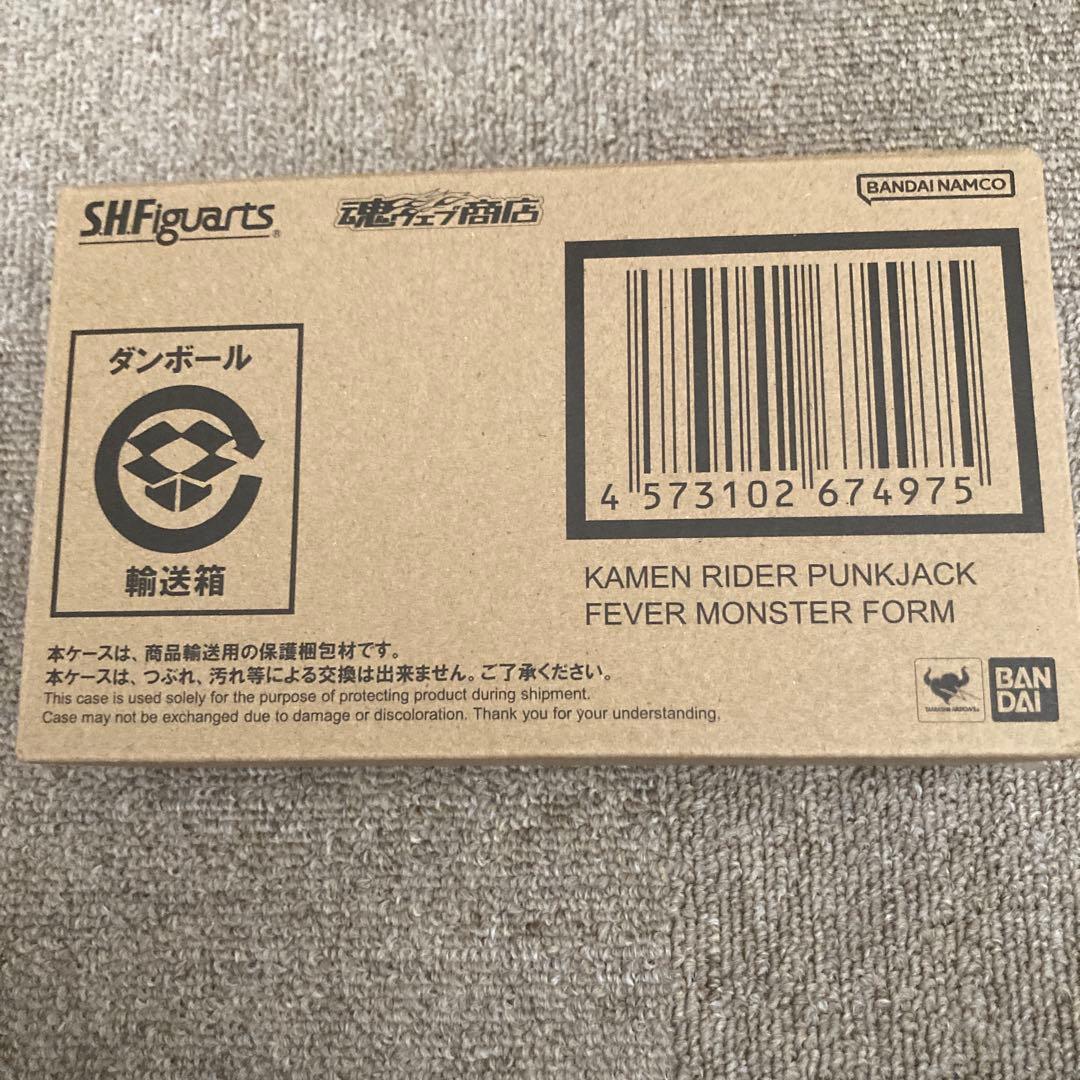 S.H.Figuarts®
魂ウェブ商店
BANDAI NAMCO
ダンボール
輸送箱
4 573102 674975
KAMEN RIDER PUNKJACK
FEVER MONSTER FORM
本ケースは、商品輸送用の保護梱包材です。
本ケースは、つぶれ、汚れ等による交換は出来ません。ご了承ください。
This case is used solely for the purpose of protecting product during shipment.
Case may not be exchanged due to damage or discoloration. Thank you for your understanding.
TAMASHII NATIONS
BAN
DAI